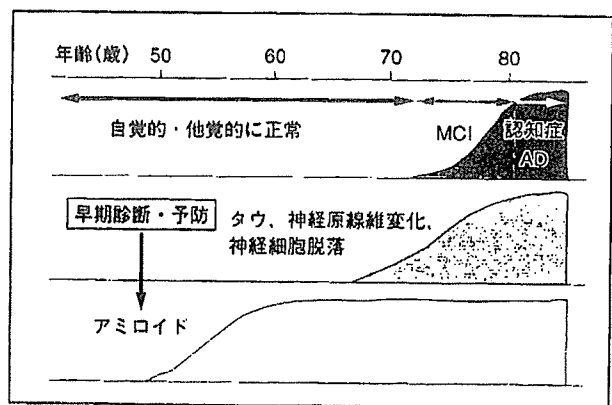 年齢(歳) 50 60 70 80
自覚的・他覚的に正常 MCI 認知症
AD
早期診断・予防 タウ、神経原線維変化、
神経細胞脱落
アミロイド